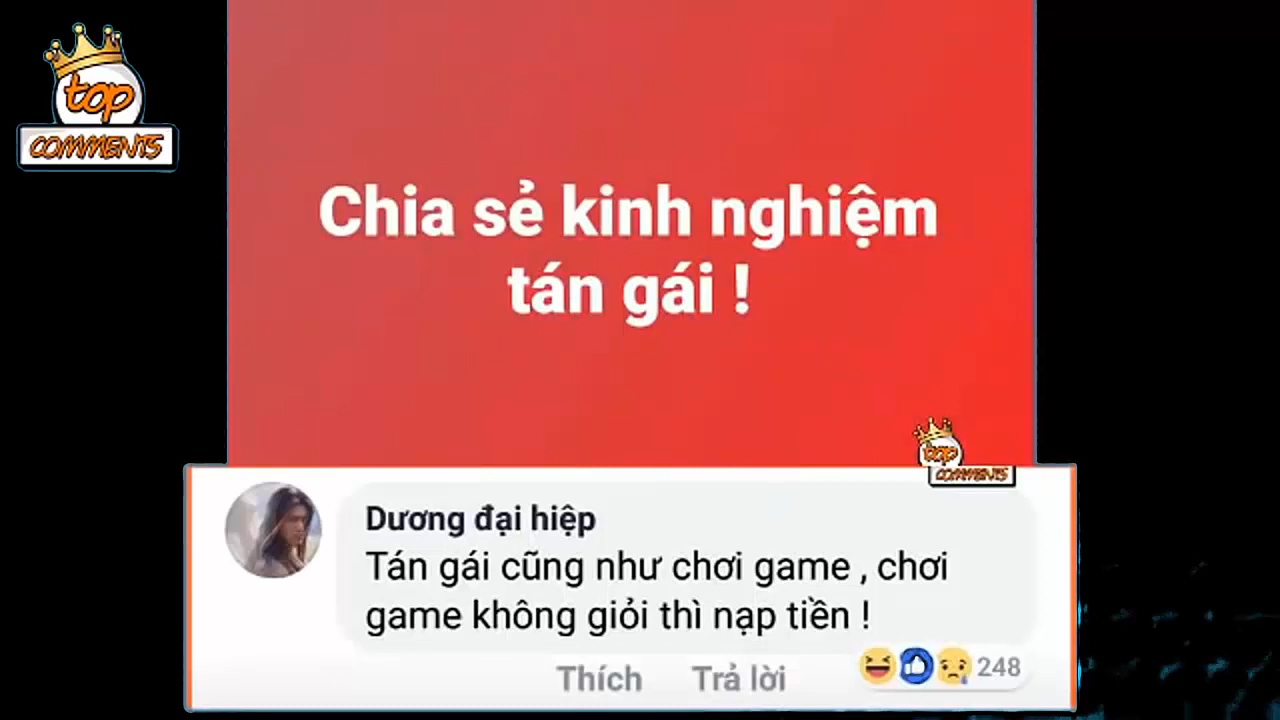 top
COMMENTS
Chia sẻ kinh nghiệm
tán gái !
top
COMMENTS
Dương đại hiệp
Tán gái cũng như chơi game , chơi
game không giỏi thì nạp tiền !
Thích Trả lời 248